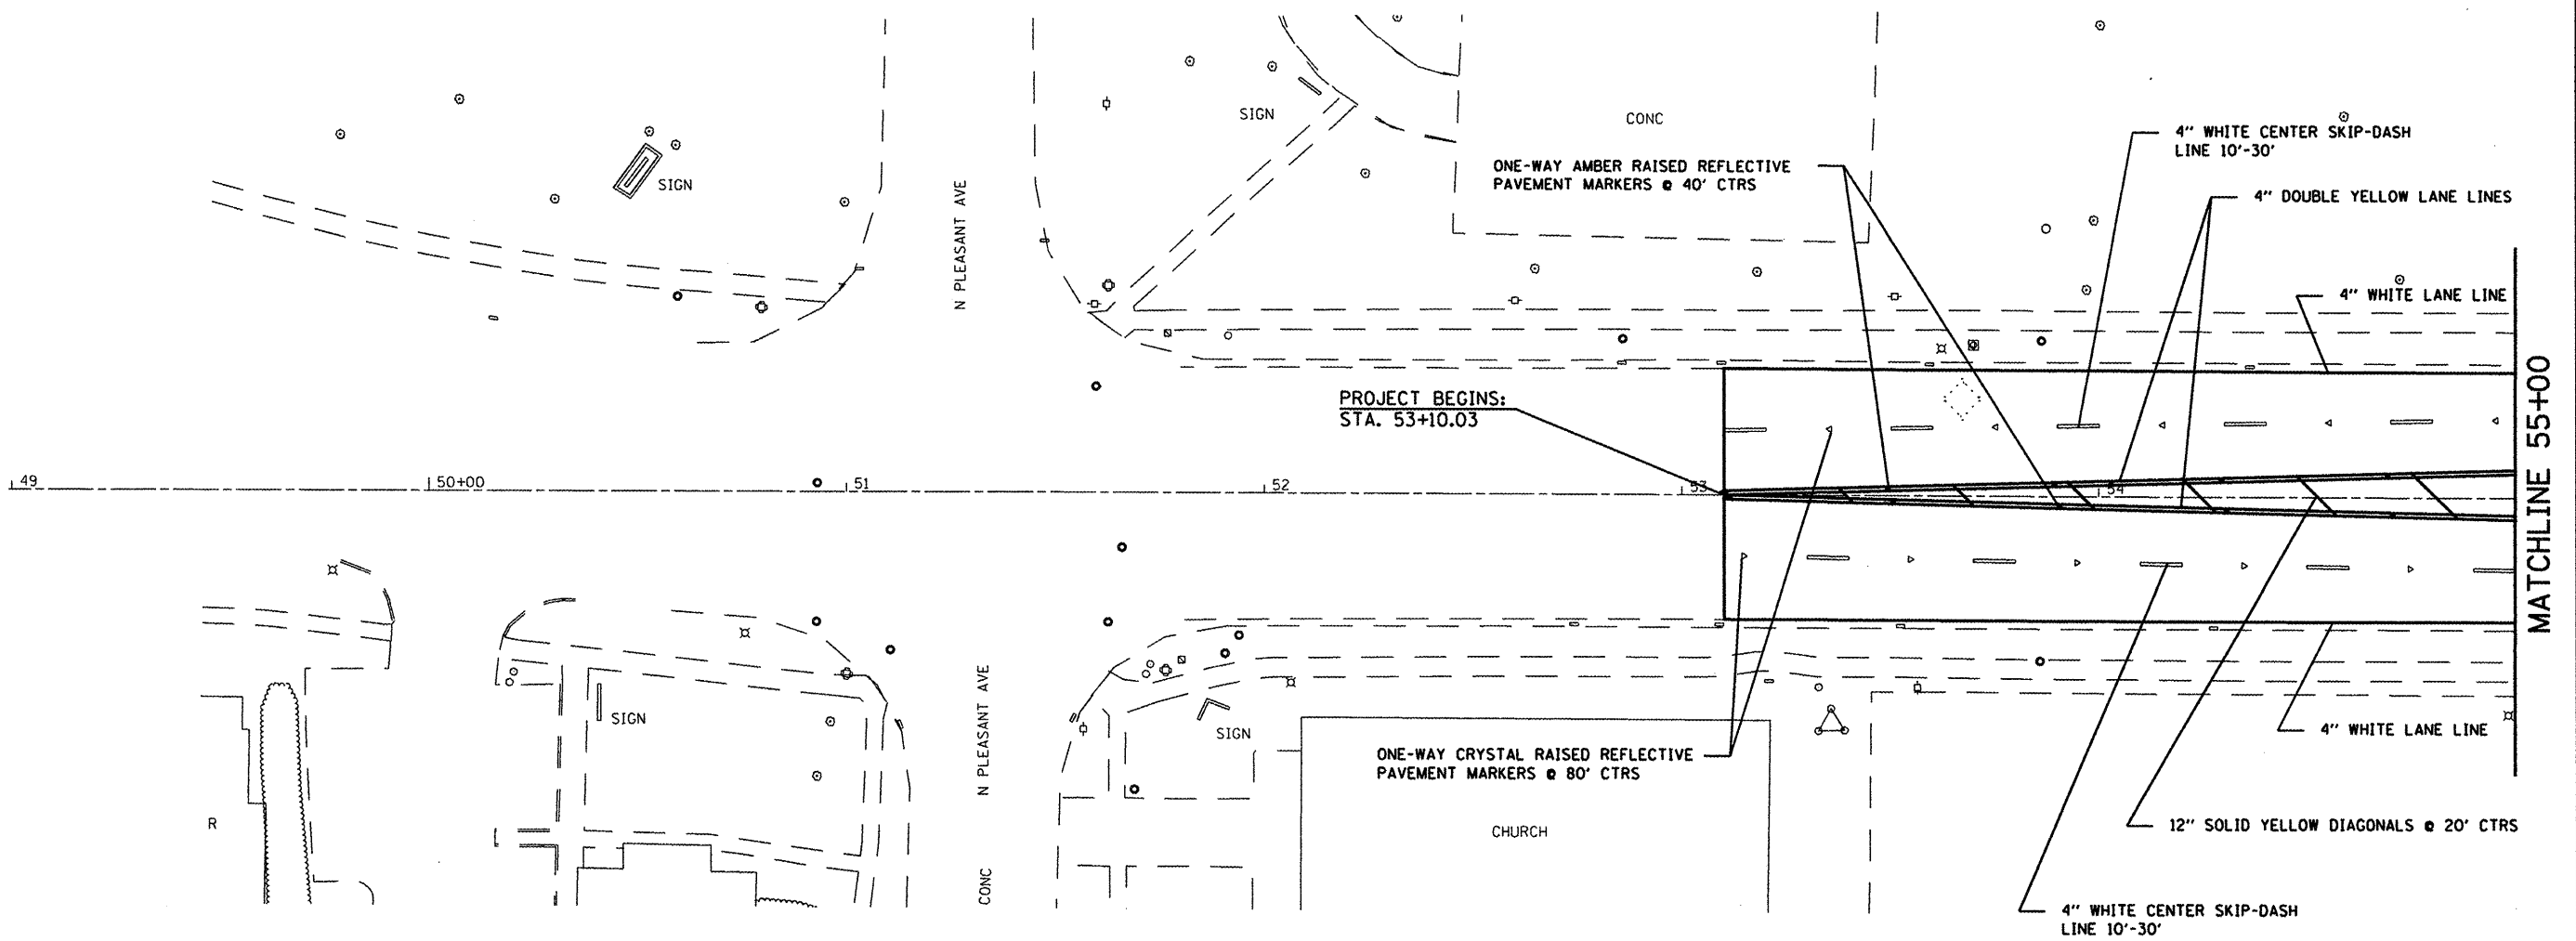 SIGN
CONC
4" WHITE CENTER SKIP-DASH
LINE 10'-30'
ONE-WAY AMBER RAISED REFLECTIVE
PAVEMENT MARKERS @ 40' CTRS
SIGN
N PLEASANT AVE
4" DOUBLE YELLOW LANE LINES
4" WHITE LANE LINE
PROJECT BEGINS:
STA. 53+10.03
MATCHLINE 55+00
49
50+00
51
52
53
54
N PLEASANT AVE
SIGN
SIGN
4" WHITE LANE LINE
ONE-WAY CRYSTAL RAISED REFLECTIVE
PAVEMENT MARKERS @ 80' CTRS
R
CHURCH
12" SOLID YELLOW DIAGONALS @ 20' CTRS
CONC
4" WHITE CENTER SKIP-DASH
LINE 10'-30'